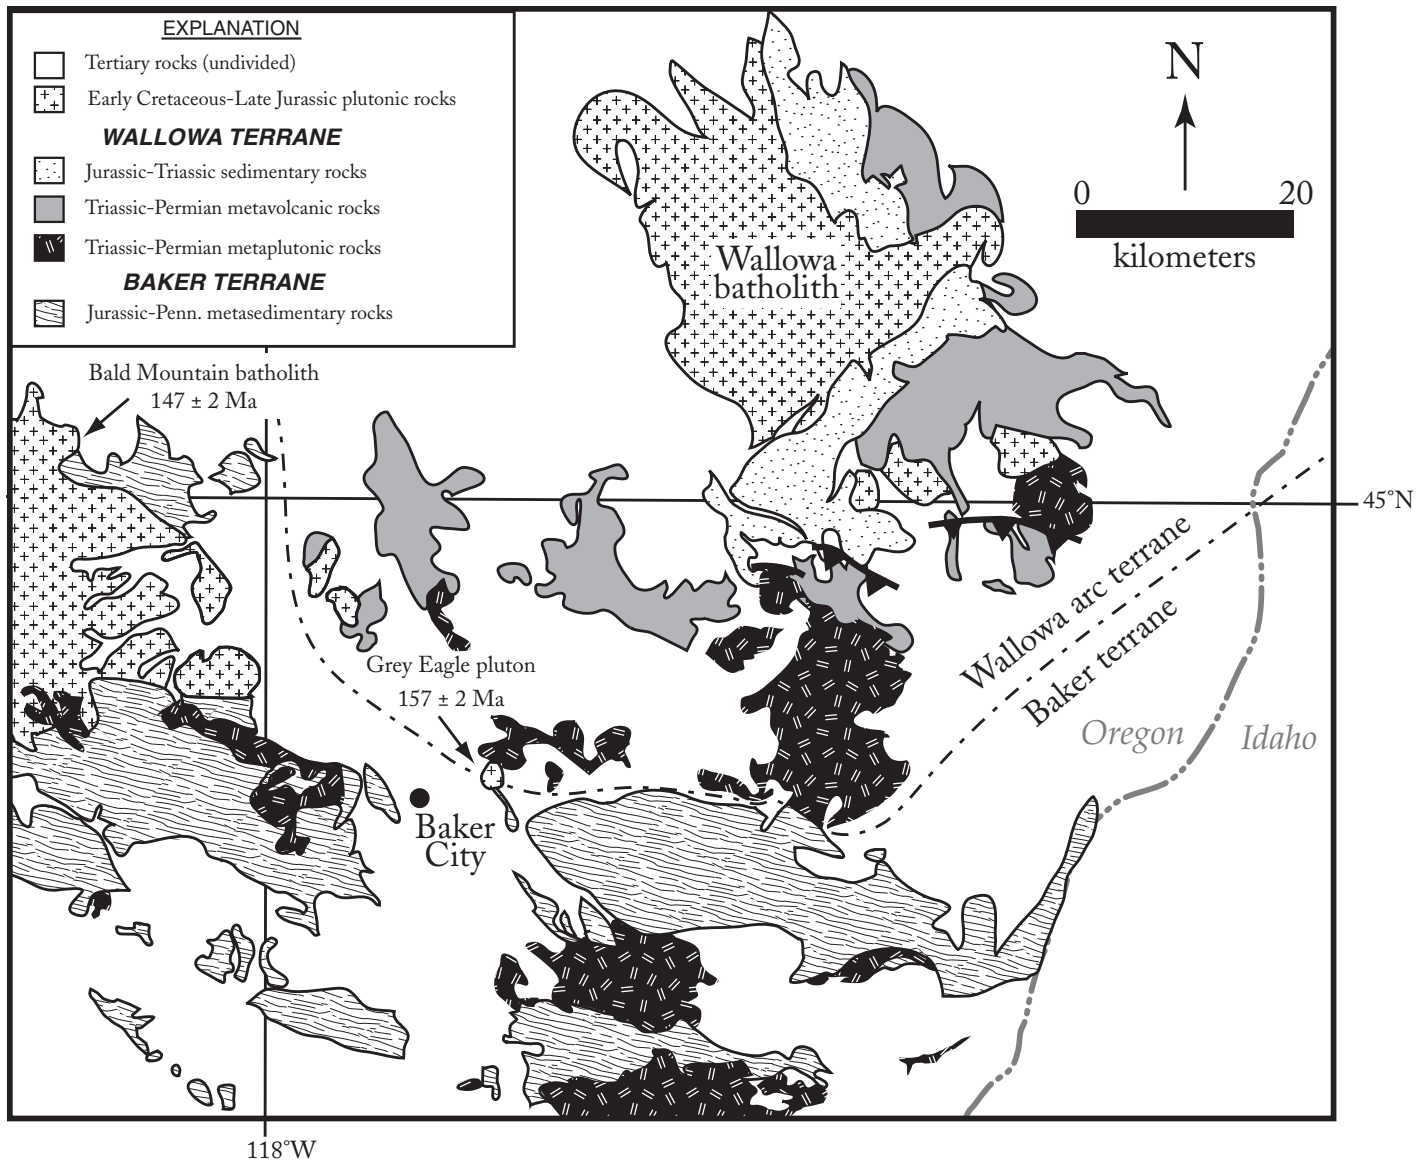 EXPLANATION
Tertiary rocks (undivided)
Early Cretaceous-Late Jurassic plutonic rocks
WALLOWA TERRANE
Jurassic-Triassic sedimentary rocks
Triassic-Permian metavolcanic rocks
Triassic-Permian metaplutonic rocks
BAKER TERRANE
Jurassic-Penn. metasedimentary rocks
N
0 20
kilometers
Wallowa
batholith
Bald Mountain batholith
147 ± 2 Ma
45°N
Wallowa arc terrane
Baker terrane
Grey Eagle pluton
157 ± 2 Ma
Oregon
Idaho
Baker
City
118°W